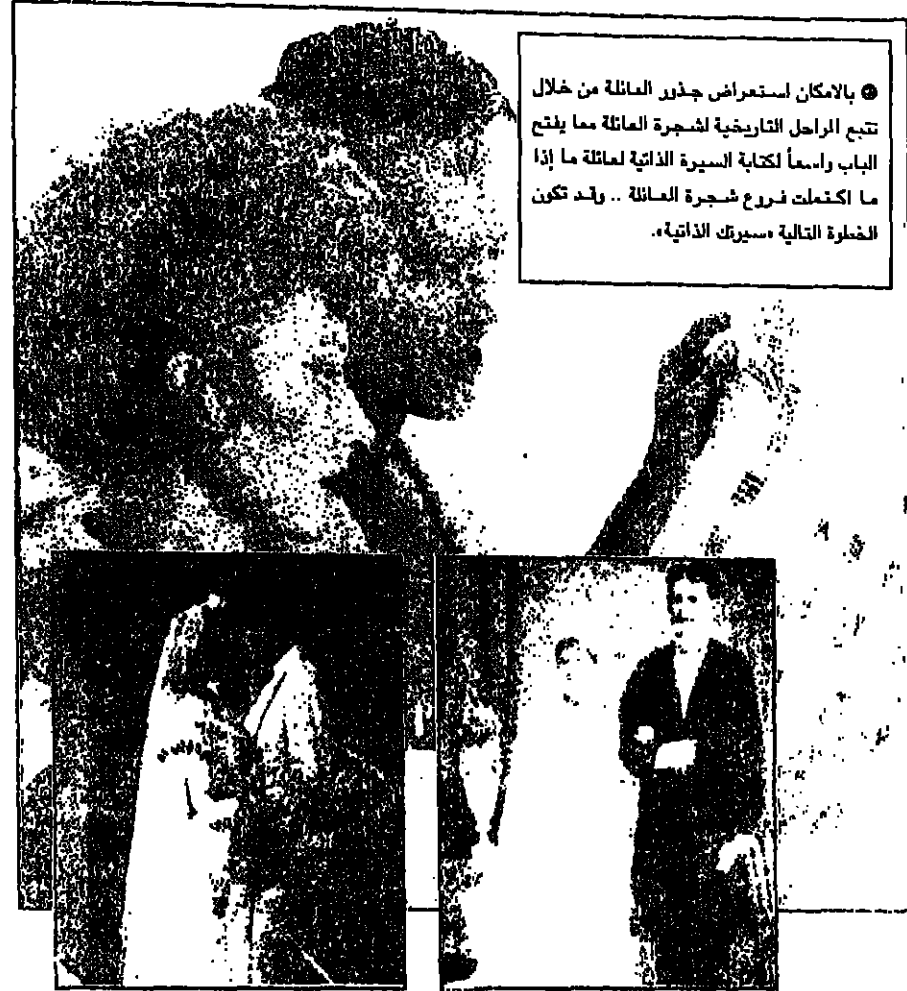 بالامكان استعراض جذور العائلة من خلال
تتبع المراحل التاريخية لشجرة العائلة مما يفتح
الباب واسعاً لكتابة السيرة الذاتية لعائلة ما إذا
ما اكتملت فروع شجرة العائلة .. وقد تكون
الخطوة التالية «سيرتك الذاتية».